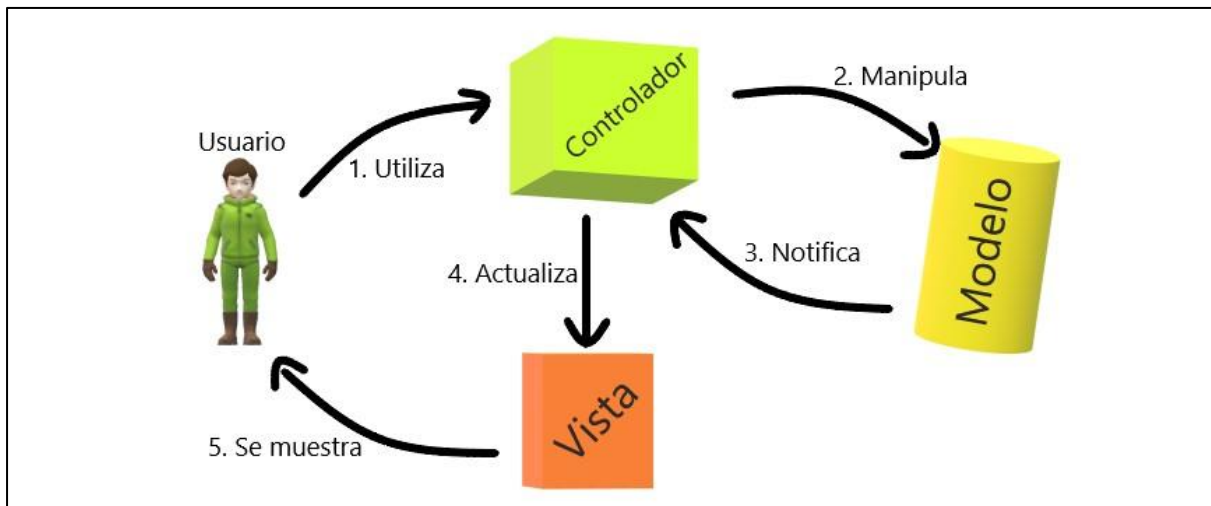 Usuario
1. Utiliza
Controlador
2. Manipula
Modelo
3. Notifica
4. Actualiza
Vista
5. Se muestra